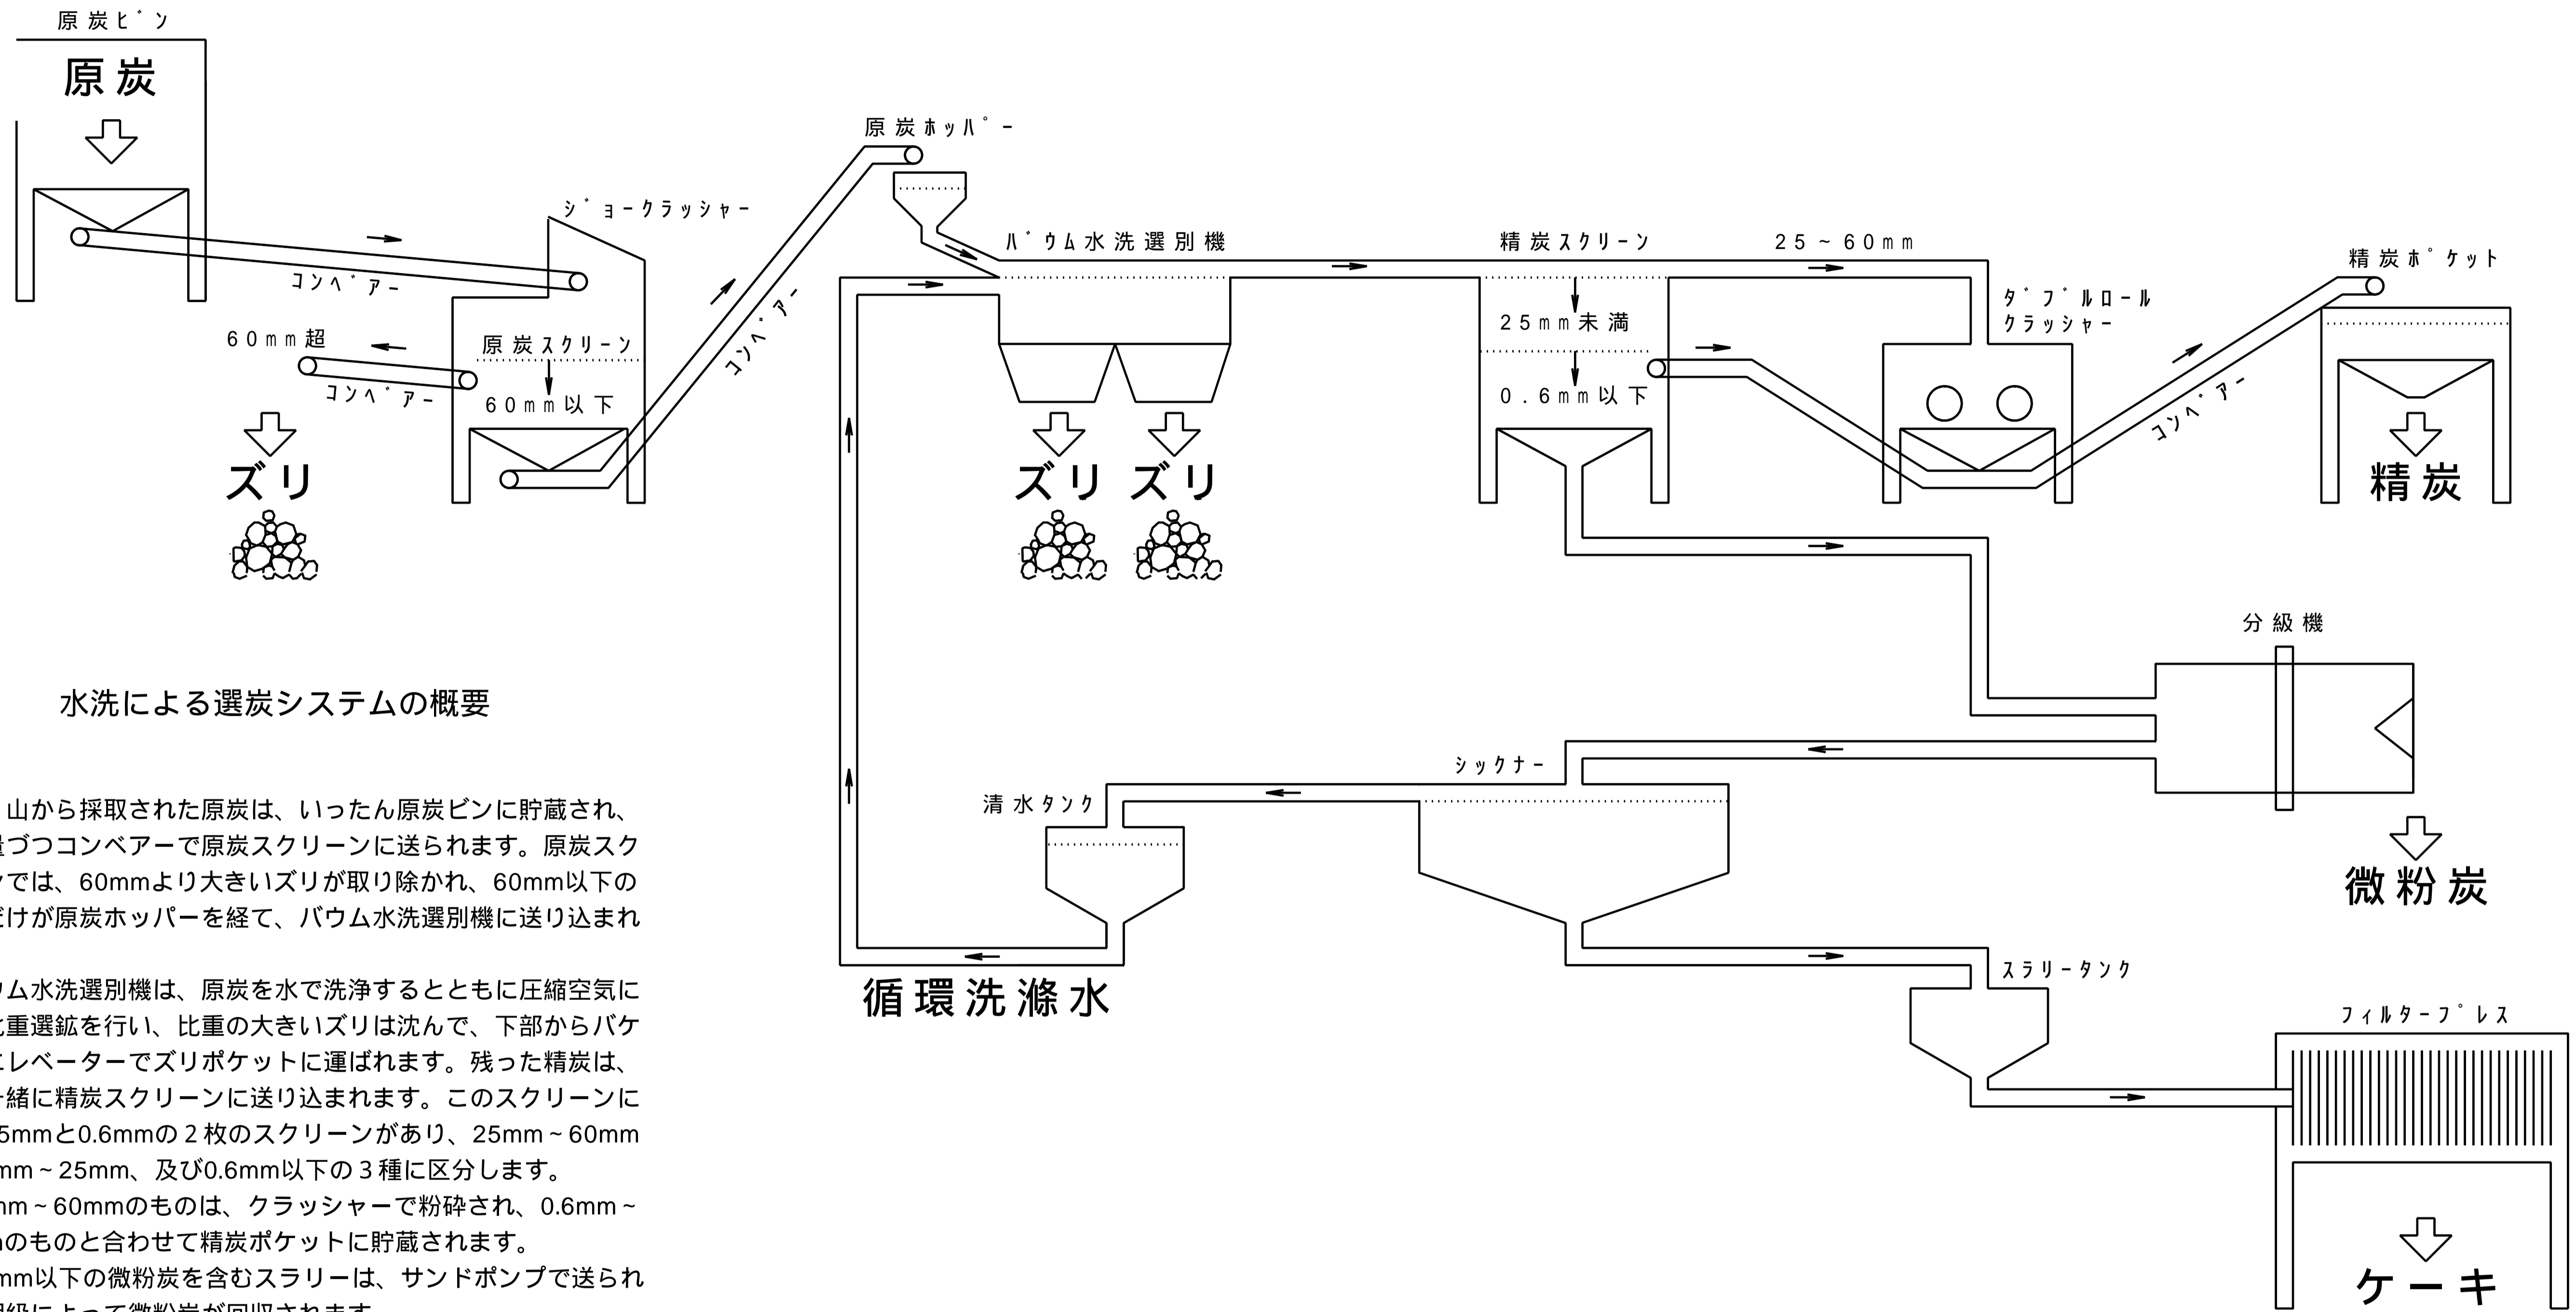 原炭ビン
原炭
ジョークラッシャー
コンベアー
60mm超
コンベアー
原炭スクリーン
60mm以下
ズリ
コンベアー
原炭ホッパー
バウム水洗選別機
ズリ ズリ
精炭スクリーン
25mm未満
0.6mm以下
25~60mm
ダブルロール
クラッシャー
コンベアー
精炭ポケット
精炭
分級機
微粉炭
シックナー
清水タンク
循環洗滌水
スラリータンク
フィルタープレス
ケーキ
水洗による選炭システムの概要
山から採取された原炭は、いったん原炭ビンに貯蔵され、
づつコンベアーで原炭スクリーンに送られます。原炭スク
では、60mmより大きいズリが取り除かれ、60mm以下の
だけが原炭ホッパーを経て、バウム水洗選別機に送り込まれ
ウム水洗選別機は、原炭を水で洗浄するとともに圧縮空気に
比重選鉱を行い、比重の大きいズリは沈んで、下部からバケ
エレベーターでズリポケットに運ばれます。残った精炭は、
一緒に精炭スクリーンに送り込まれます。このスクリーンに
5mmと0.6mmの2枚のスクリーンがあり、25mm~60mm
mm~25mm、及び0.6mm以下の3種に区分します。
mm~60mmのものは、クラッシャーで粉砕され、0.6mm~
のものと合わせて精炭ポケットに貯蔵されます。
mm以下の微粉炭を含むスラリーは、サンドポンプで送られ
級によって微粉炭が回収されます